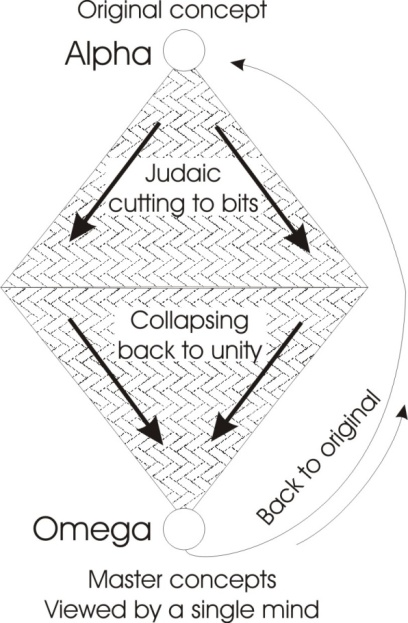 Original concept
Alpha
Judaic
cutting to bits
Collapsing
back to unity
Back to original
Omega
Master concepts
Viewed by a single mind